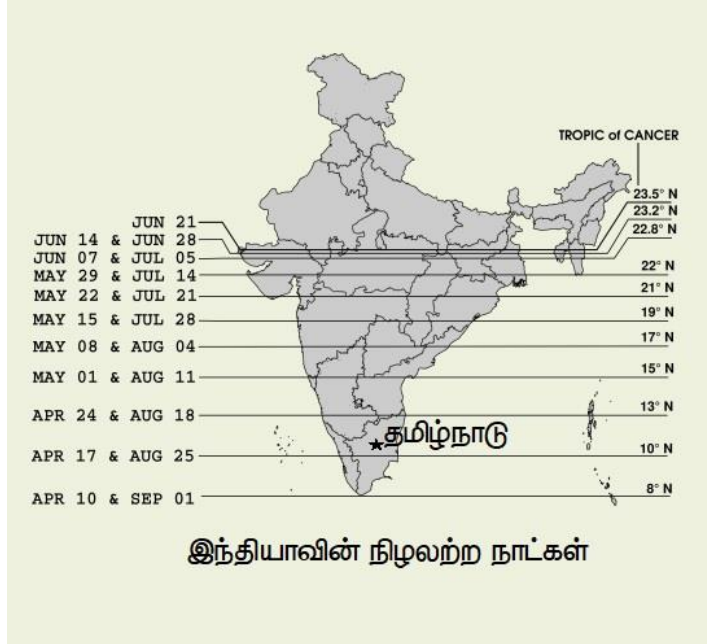 TROPIC of CANCER
JUN 21 23.5° N
JUN 14 & JUN 28 23.2° N
JUN 07 & JUL 05 22.8° N
MAY 29 & JUL 14 22° N
MAY 22 & JUL 21 21° N
MAY 15 & JUL 28 19° N
MAY 08 & AUG 04 17° N
MAY 01 & AUG 11 15° N
APR 24 & AUG 18 13° N
தமிழ்நாடு
APR 17 & AUG 25 10° N
APR 10 & SEP 01 8° N
இந்தியாவின் நிழலற்ற நாட்கள்